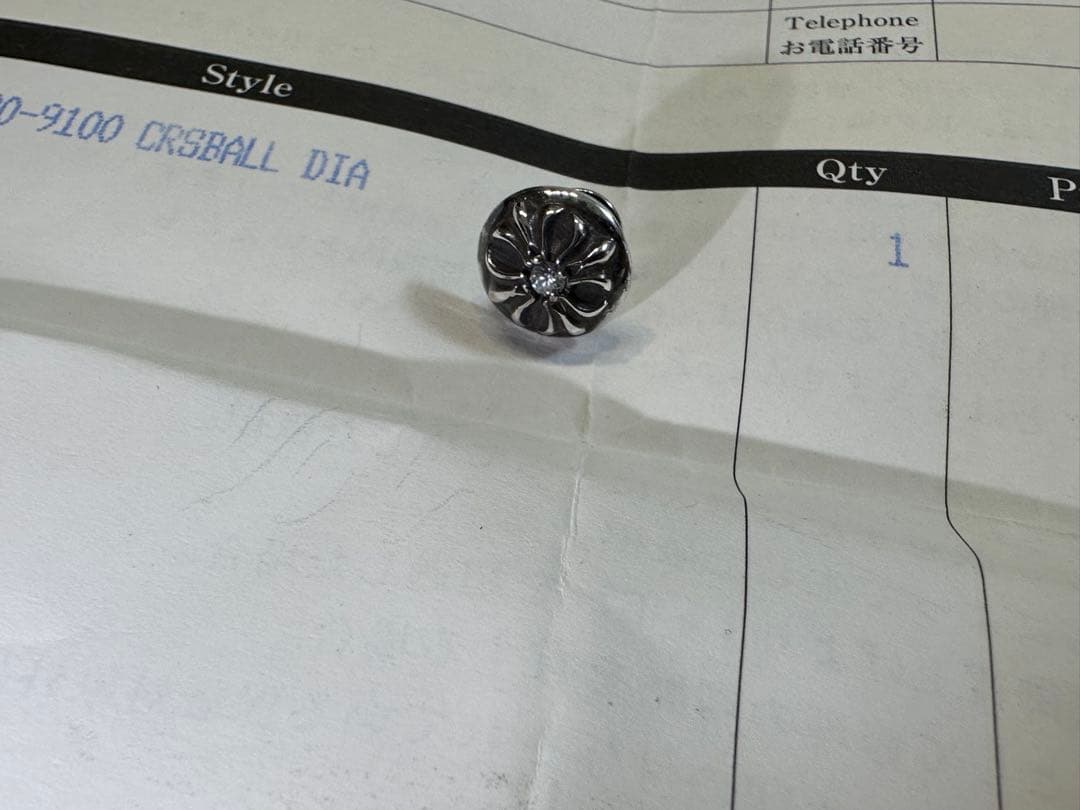 Telephone
お電話番号
Style
Qty
0-9100 CRSBALL DIA
1